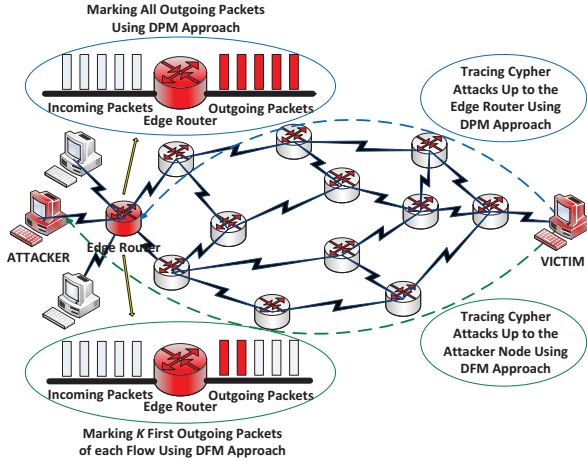 Marking All Outgoing Packets
Using DPM Approach
Incoming Packets
Outgoing Packets
Edge Router
Tracing Cypher
Attacks Up to the
Edge Router Using
DPM Approach
Edge Router
ATTACKER
VICTIM
Tracing Cypher
Attacks Up to the
Attacker Node Using
DFM Approach
Incoming Packets
Outgoing Packets
Edge Router
Marking K First Outgoing Packets
of each Flow Using DFM Approach